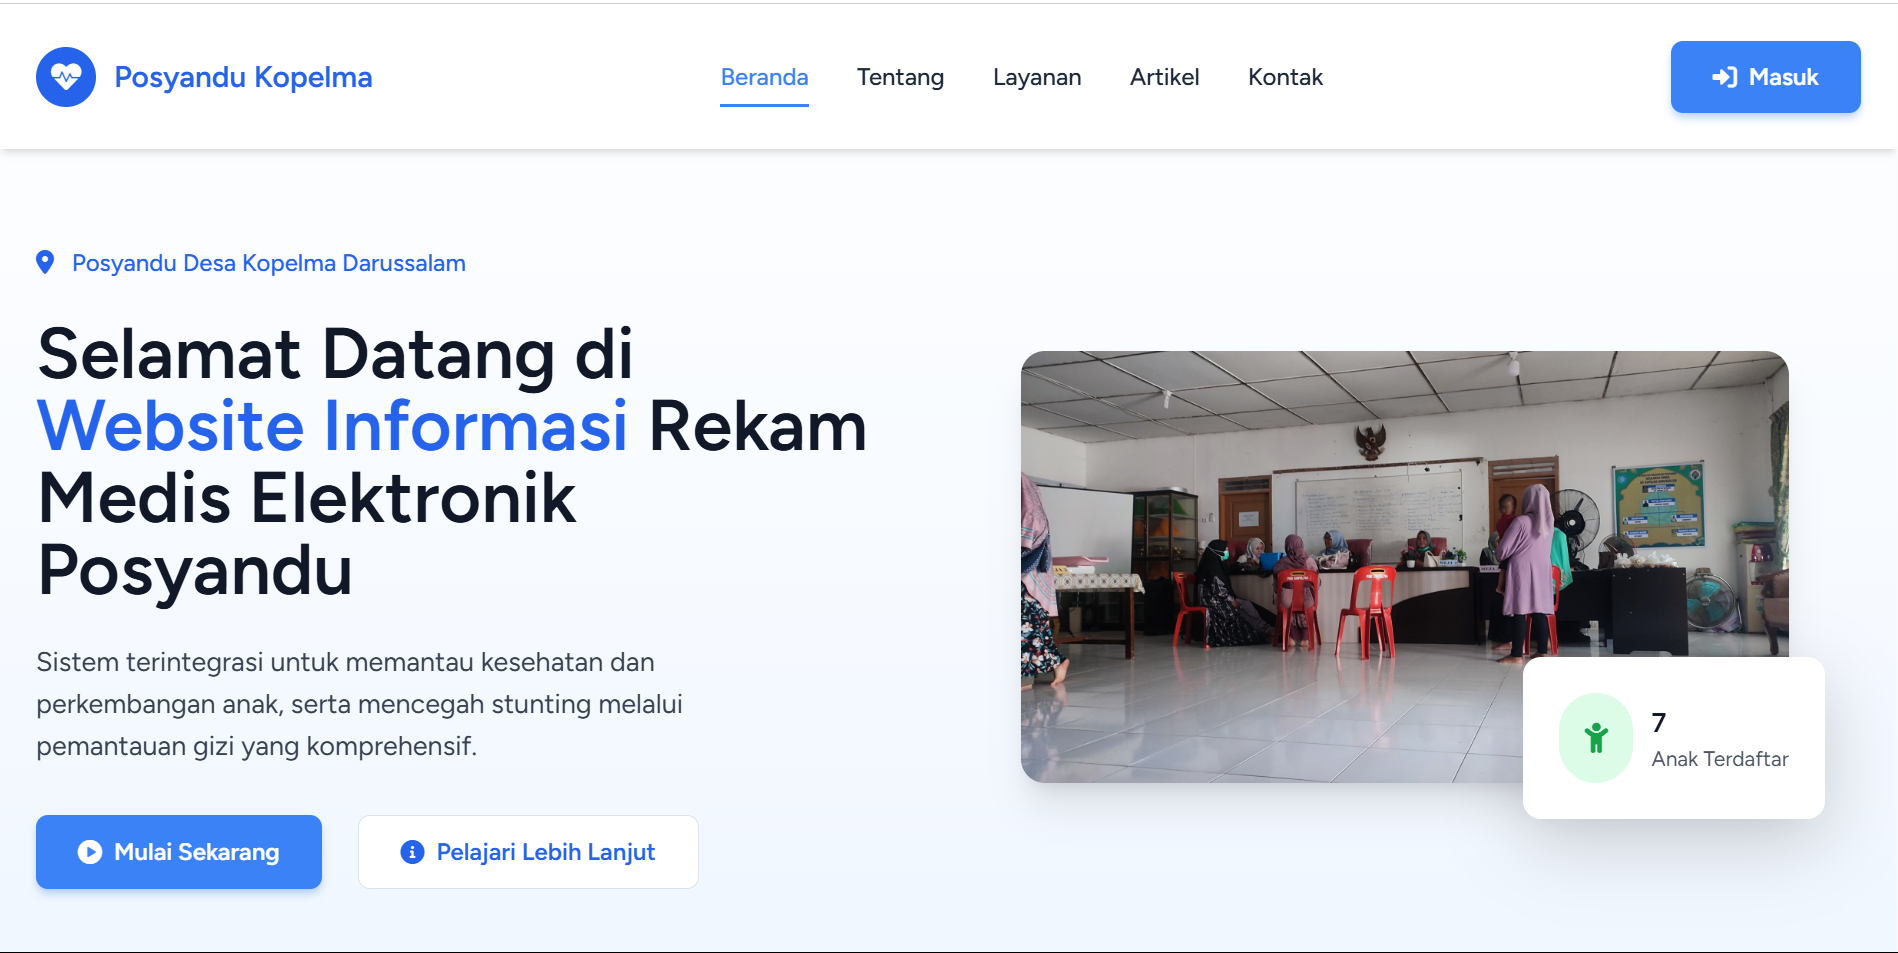 Posyandu Kopelma
Beranda
Tentang
Layanan
Artikel
Kontak
Masuk
Posyandu Desa Kopelma Darussalam
Selamat Datang di
Website Informasi Rekam
Medis Elektronik
Posyandu
Sistem terintegrasi untuk memantau kesehatan dan
perkembangan anak, serta mencegah stunting melalui
pemantauan gizi yang komprehensif.
Mulai Sekarang
Pelajari Lebih Lanjut
7
Anak Terdaftar